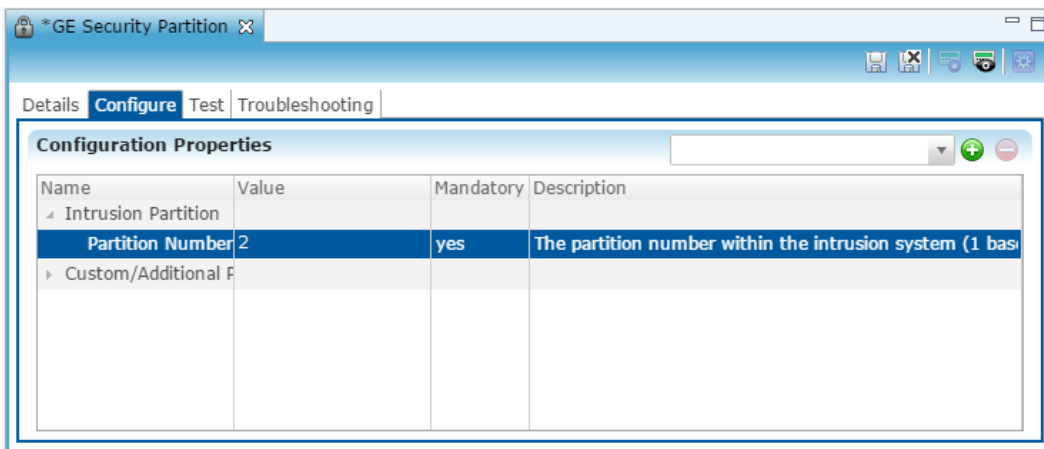 *GE Security Partition
Details Configure Test Troubleshooting
Configuration Properties
Name Value Mandatory Description
Intrusion Partition
Partition Number 2 yes The partition number within the intrusion system (1 bas
Custom/Additional